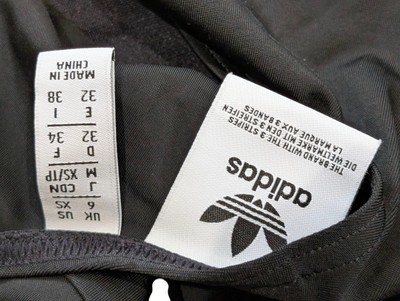 adidas
THE BRAND WITH THE 3 STRIPES
DIE WELTMARKE MIT DEN 3 STREIFEN
LA MARQUE AUX 3 BANDES
UK US
6 XS
J CDN
M XS/TP
D F
32 34
E I
32 38
MADE IN
CHINA